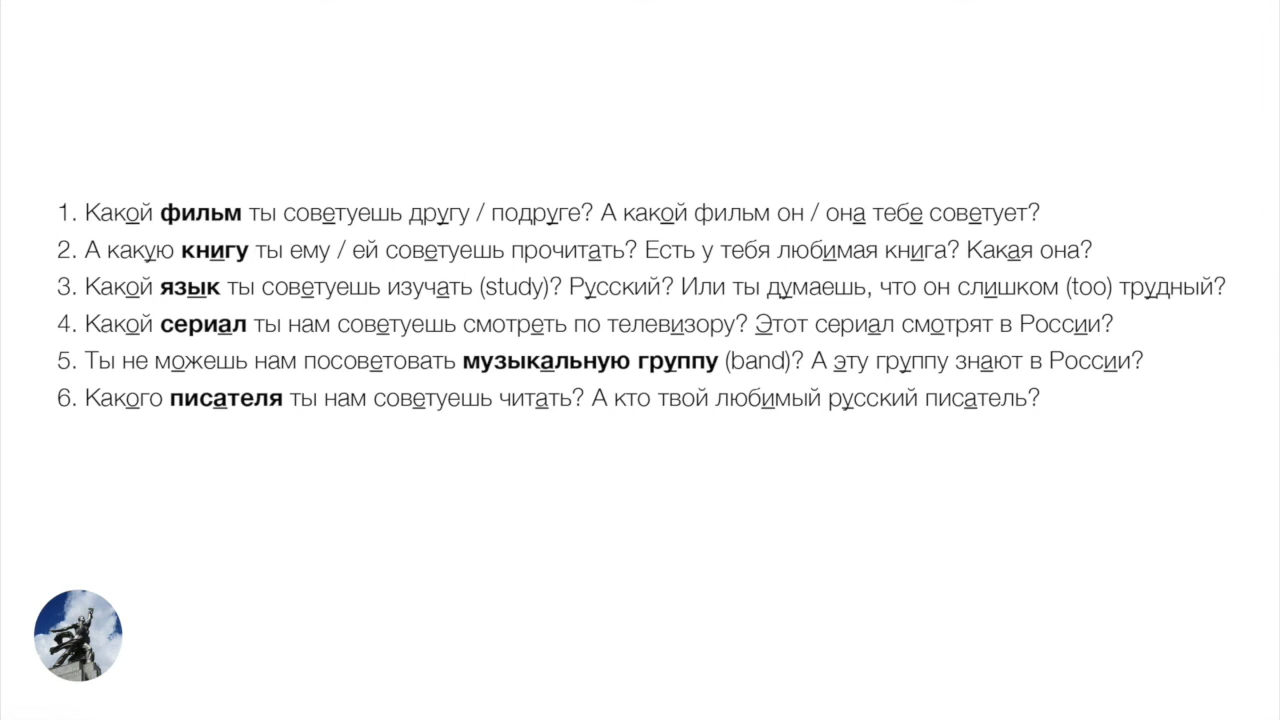 1. Какой фильм ты советуешь другу / подруге? А какой фильм он / она тебе советует?
2. А какую книгу ты ему / ей советуешь прочитать? Есть у тебя любимая книга? Какая она?
3. Какой язык ты советуешь изучать (study)? Русский? Или ты думаешь, что он слишком (too) трудный?
4. Какой сериал ты нам советуешь смотреть по телевизору? Этот сериал смотрят в России?
5. Ты не можешь нам посоветовать музыкальную группу (band)? А эту группу знают в России?
6. Какого писателя ты нам советуешь читать? А кто твой любимый русский писатель?